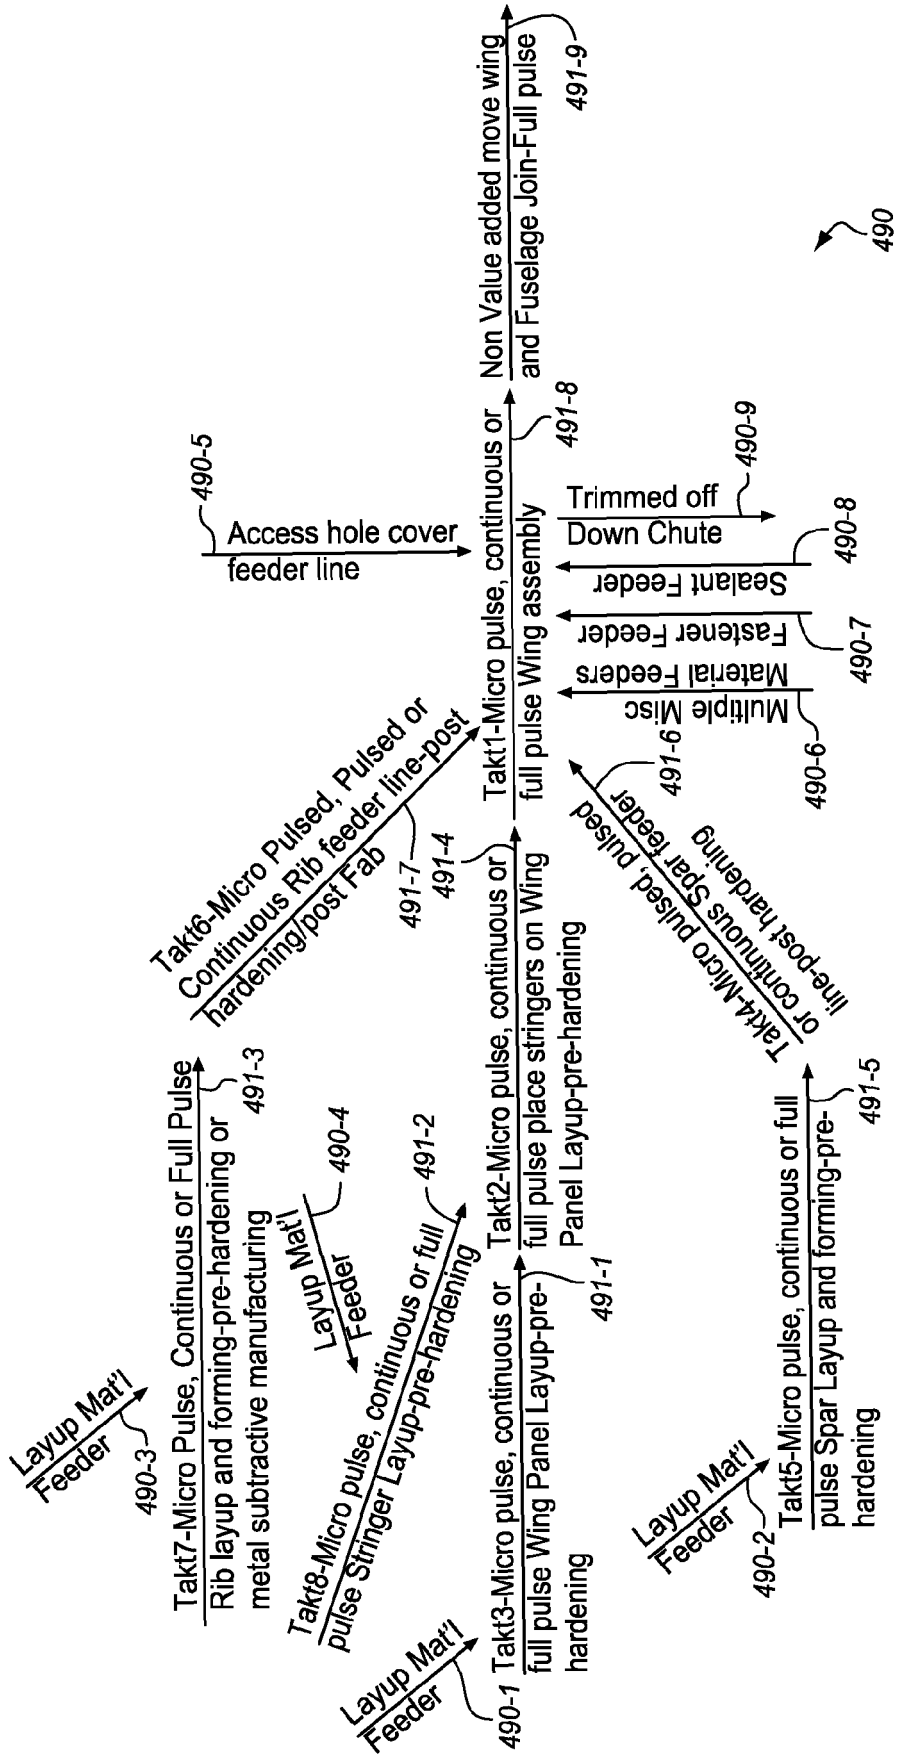 Layup Mat'l
Feeder
490-3
Takt7-Micro Pulse, Continuous or Full Pulse
Rib layup and forming-pre-hardening or
metal subtractive manufacturing
491-3
Layup Mat'l
Feeder
490-4
Takt8-Micro pulse, continuous or full
pulse Stringer Layup-pre-hardening
491-2
Layup Mat'l
Feeder
490-1
Takt3-Micro pulse, continuous or
full pulse Wing Panel Layup-pre-
hardening
491-1
Takt2-Micro pulse, continuous or
full pulse place stringers on Wing
Panel Layup-pre-hardening
491-4
Layup Mat'l
Feeder
490-2
Takt5-Micro pulse, continuous or full
pulse Spar Layup and forming-pre-
hardening
491-5
Takt4-Micro pulsed, pulsed
or continuous Spar feeder
line-post hardening
491-6
Takt6-Micro Pulsed, Pulsed or
Continuous Rib feeder line-post
hardening/post Fab
491-7
Access hole cover
feeder line
490-5
Takt1-Micro pulse, continuous or
full pulse Wing assembly
491-8
Multiple Misc
Material Feeders
490-6
Fastener Feeder
490-7
Sealant Feeder
490-8
Trimmed off
Down Chute
490-9
Non Value added move wing
and Fuselage Join-Full pulse
491-9
490